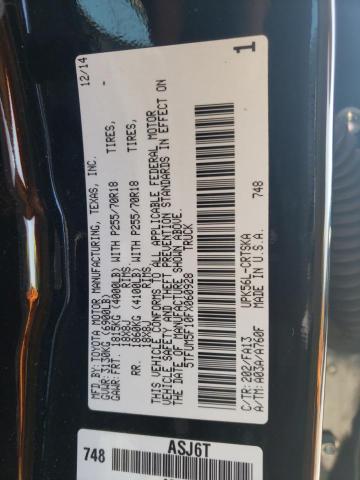 MFD. BY: TOYOTA MOTOR MANUFACTURING, TEXAS, INC. 12/14
GVWR: 3130KG (6900LB)
GAWR: FRT. 1815KG (4000LB) WITH P255/70R18 TIRES,
18X8J RIMS
RR. 1860KG (4100LB) WITH P255/70R18 TIRES,
18X8J RIMS
THIS VEHICLE CONFORMS TO ALL APPLICABLE FEDERAL MOTOR
VEHICLE SAFETY AND THEFT PREVENTION STANDARDS IN EFFECT ON
THE DATE OF MANUFACTURE SHOWN ABOVE.
5TFUM5F18FX060928 TRUCK
1
UPK56L-CRTSKA 748
C/TR: 202/FA13 MADE IN U.S.A.
A/TM: A03A/A760F
748 ASJ6T